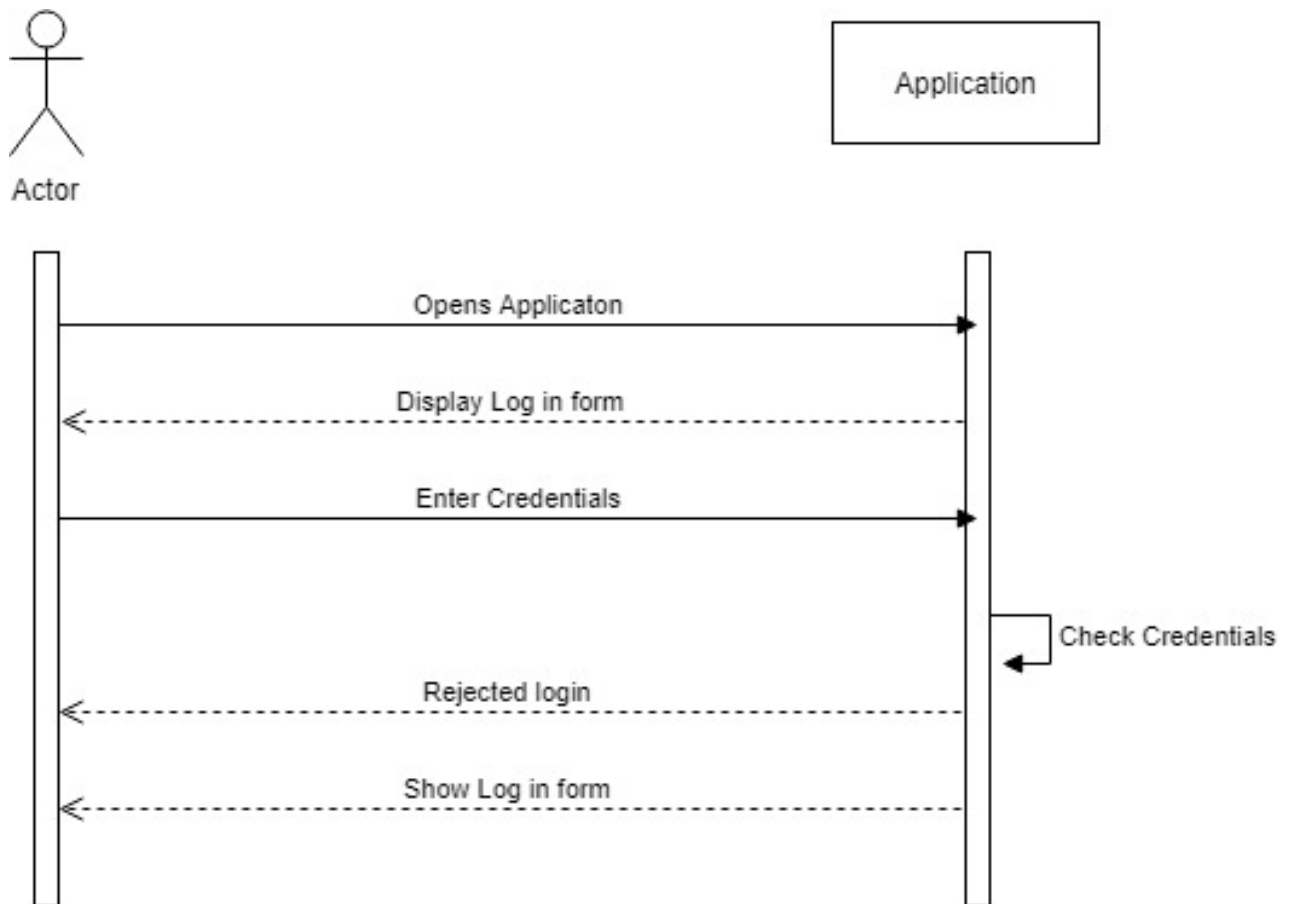 Application
Actor
Opens Applicaton
Display Log in form
Enter Credentials
Check Credentials
Rejected login
Show Log in form